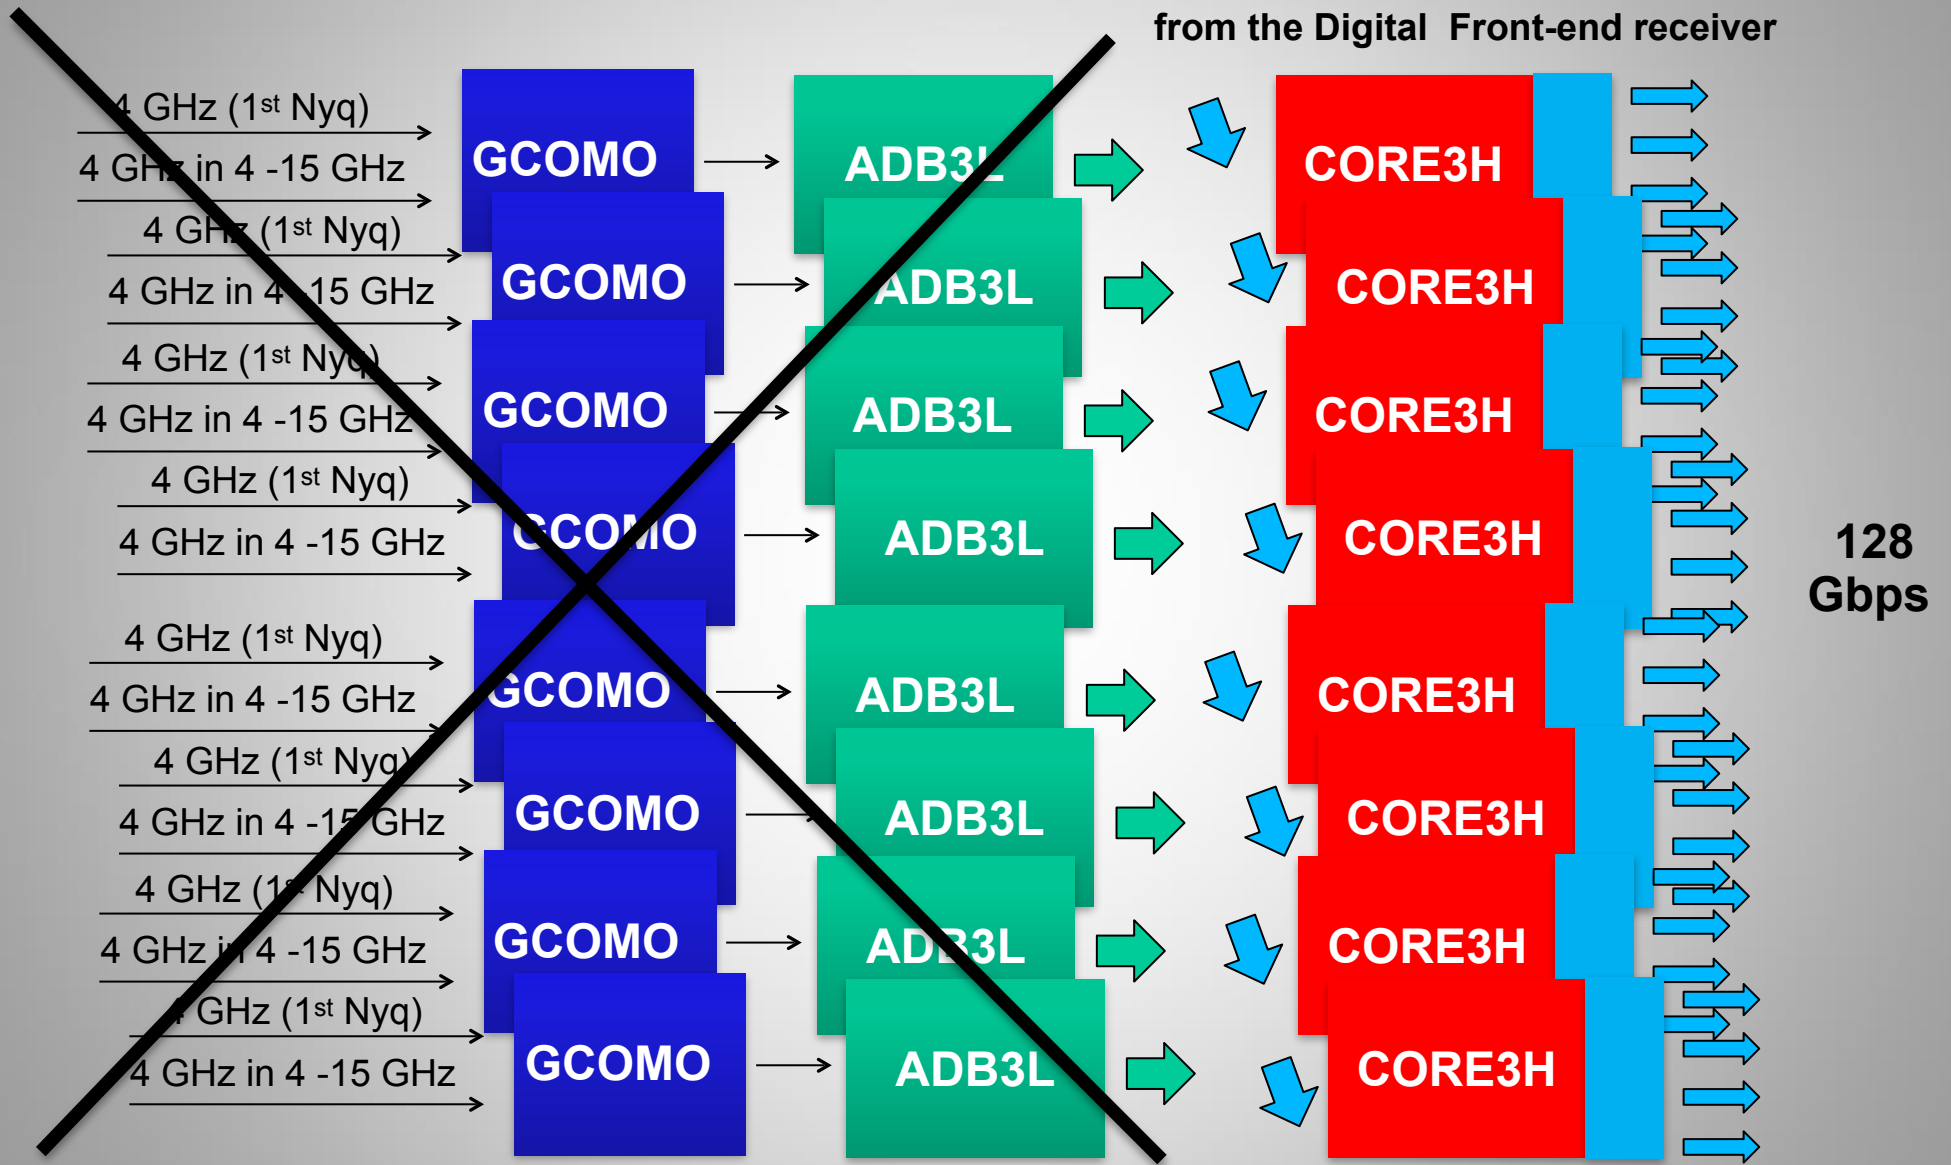 from the Digital Front-end receiver
4 GHz (1st Nyq)
4 GHz in 4 -15 GHz
GCOMO
ADB3L
CORE3H
4 GHz (1st Nyq)
4 GHz in 4 -15 GHz
GCOMO
ADB3L
CORE3H
4 GHz (1st Nyq)
4 GHz in 4 -15 GHz
GCOMO
ADB3L
CORE3H
4 GHz (1st Nyq)
4 GHz in 4 -15 GHz
GCOMO
ADB3L
CORE3H
128
Gbps
4 GHz (1st Nyq)
4 GHz in 4 -15 GHz
GCOMO
ADB3L
CORE3H
4 GHz (1st Nyq)
4 GHz in 4 -15 GHz
GCOMO
ADB3L
CORE3H
4 GHz (1st Nyq)
4 GHz in 4 -15 GHz
GCOMO
ADB3L
CORE3H
4 GHz (1st Nyq)
4 GHz in 4 -15 GHz
GCOMO
ADB3L
CORE3H